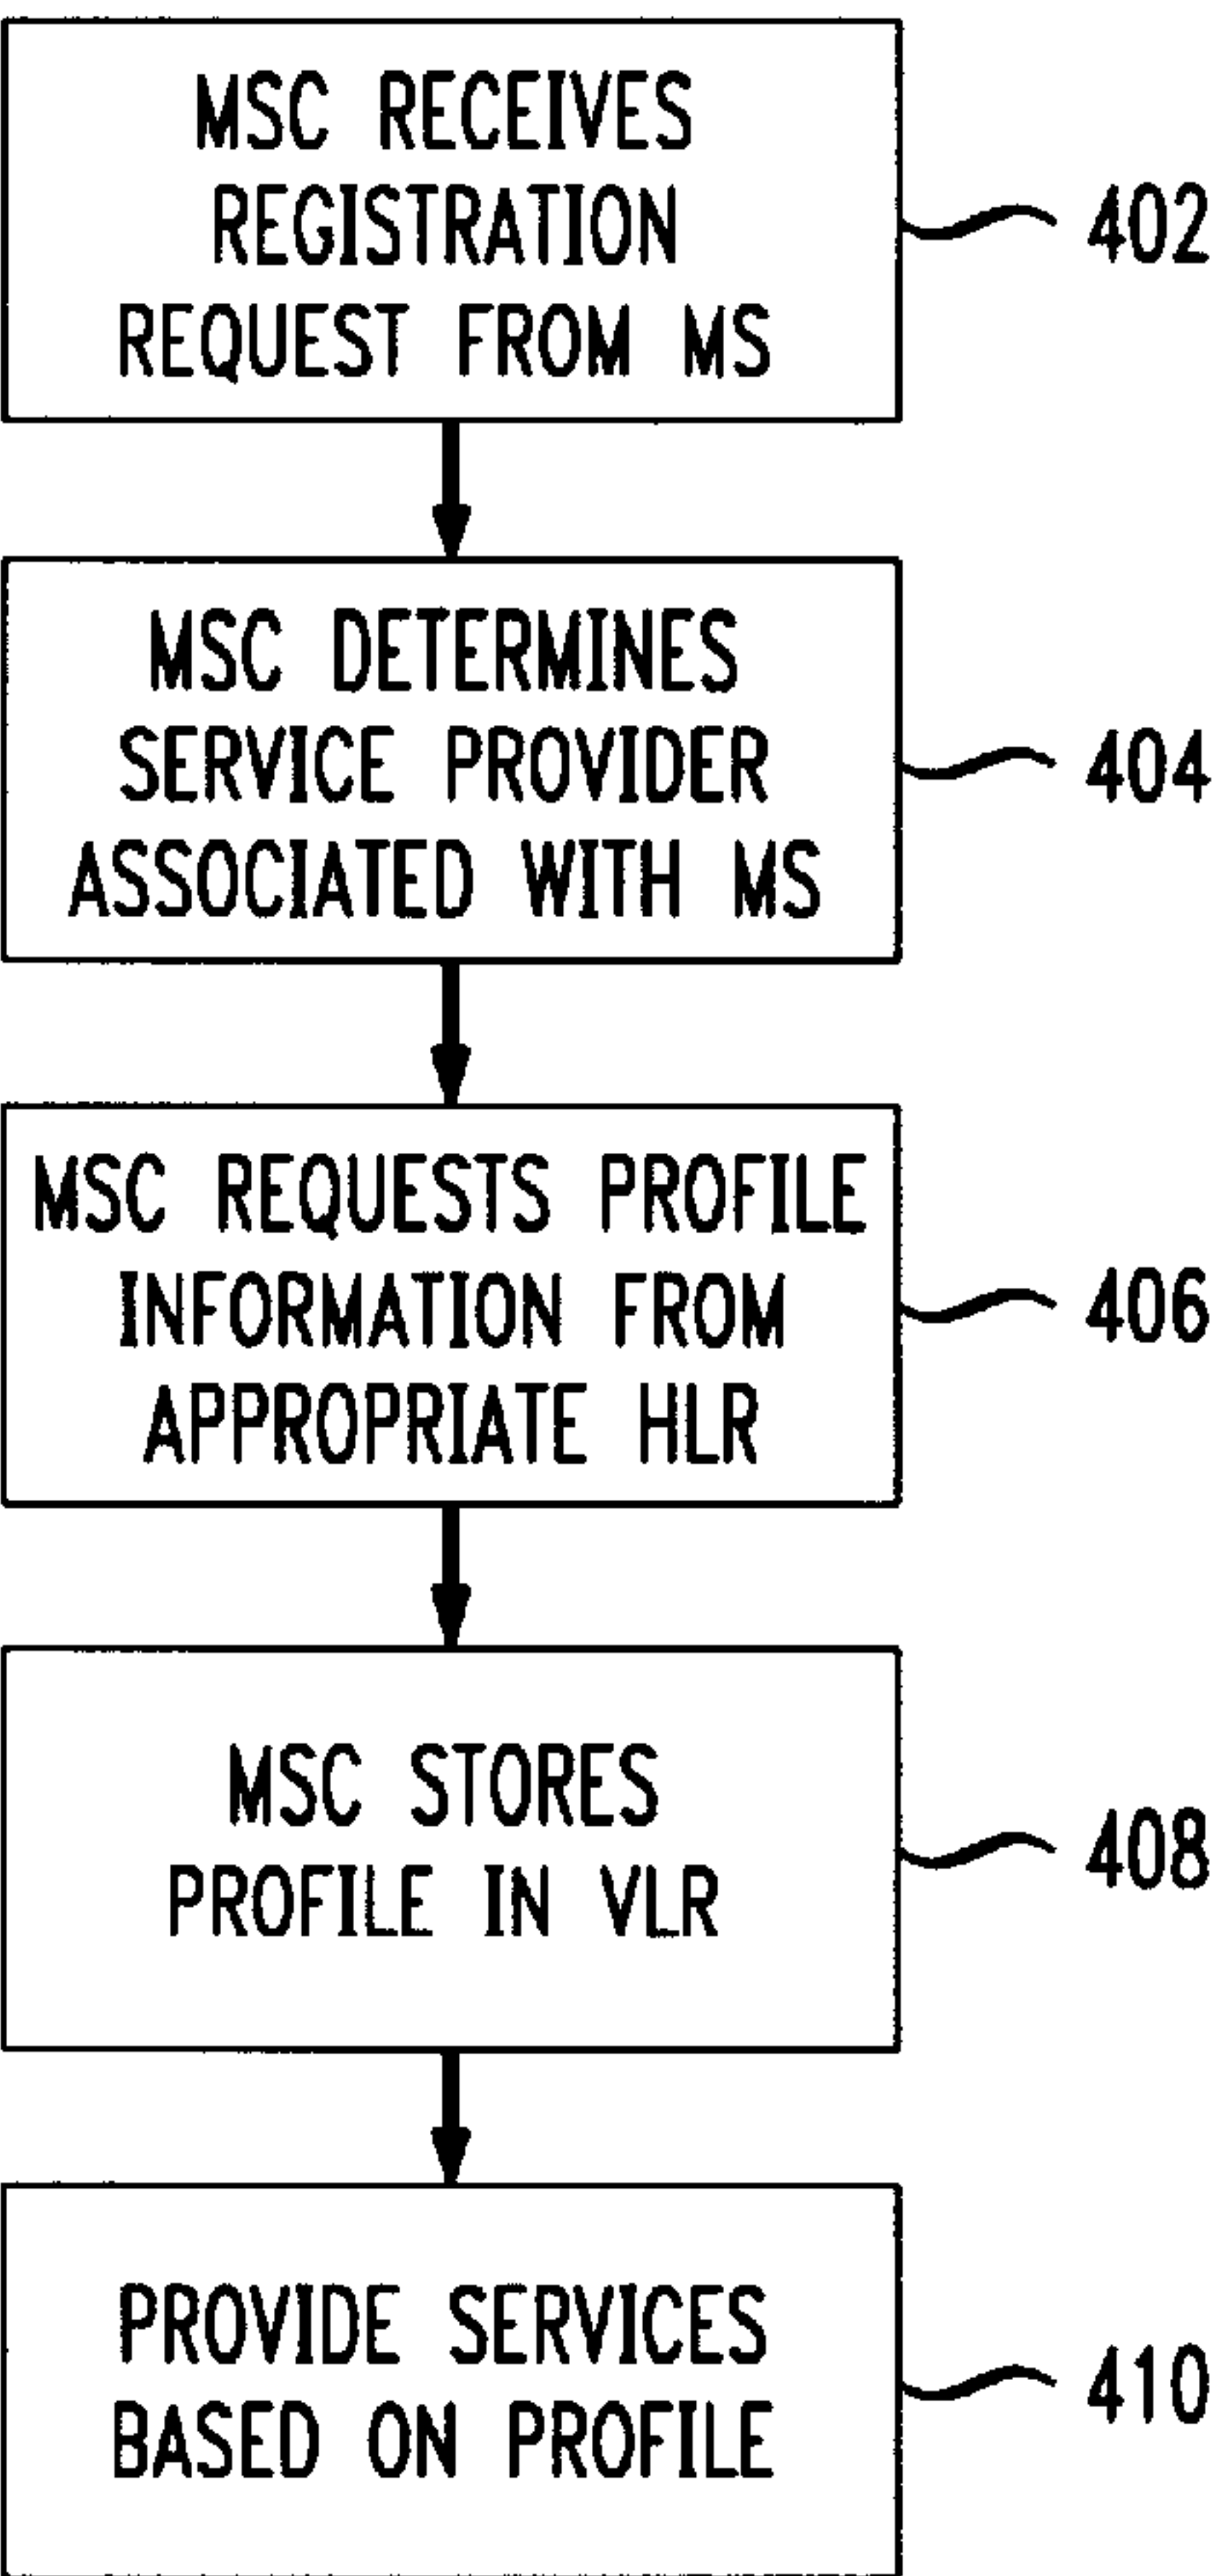 MSC RECEIVES
REGISTRATION
REQUEST FROM MS
402
MSC DETERMINES
SERVICE PROVIDER
ASSOCIATED WITH MS
404
MSC REQUESTS PROFILE
INFORMATION FROM
APPROPRIATE HLR
406
MSC STORES
PROFILE IN VLR
408
PROVIDE SERVICES
BASED ON PROFILE
410